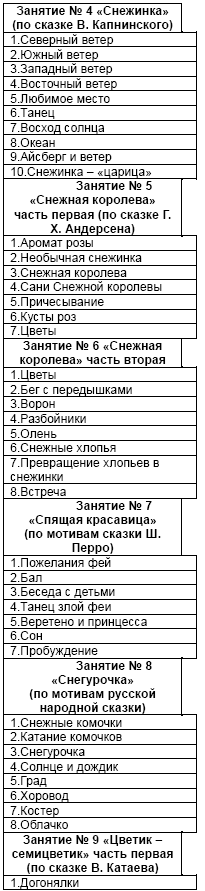 Занятие № 4 «Снежинка»
(по сказке В. Капнинского)
1.Северный ветер
2.Южный ветер
3.Западный ветер
4.Восточный ветер
5.Любимое место
6.Танец
7.Восход солнца
8.Океан
9.Айсберг и ветер
10.Снежинка – «царица»
Занятие № 5
«Снежная королева»
часть первая (по сказке Г.
Х. Андерсена)
1.Аромат розы
2.Необычная снежинка
3.Снежная королева
4.Сани Снежной королевы
5.Причесывание
6.Кусты роз
7.Цветы
Занятие № 6 «Снежная
королева» часть вторая
1.Цветы
2.Бег с передышками
3.Ворон
4.Разбойники
5.Олень
6.Снежные хлопья
7.Превращение хлопьев в
снежинки
8.Встреча
Занятие № 7
«Спящая красавица»
(по мотивам сказки Ш.
Перро)
1.Пожелания фей
2.Бал
3.Беседа с детьми
4.Танец злой феи
5.Веретено и принцесса
6.Сон
7.Пробуждение
Занятие № 8
«Снегурочка»
(по мотивам русской
народной сказки)
1.Снежные комочки
2.Катание комочков
3.Снегурочка
4.Солнце и дождик
5.Град
6.Хоровод
7.Костер
8.Облачко
Занятие № 9 «Цветик –
семицветик» часть первая
(по сказке В. Катаева)
1.Догонялки